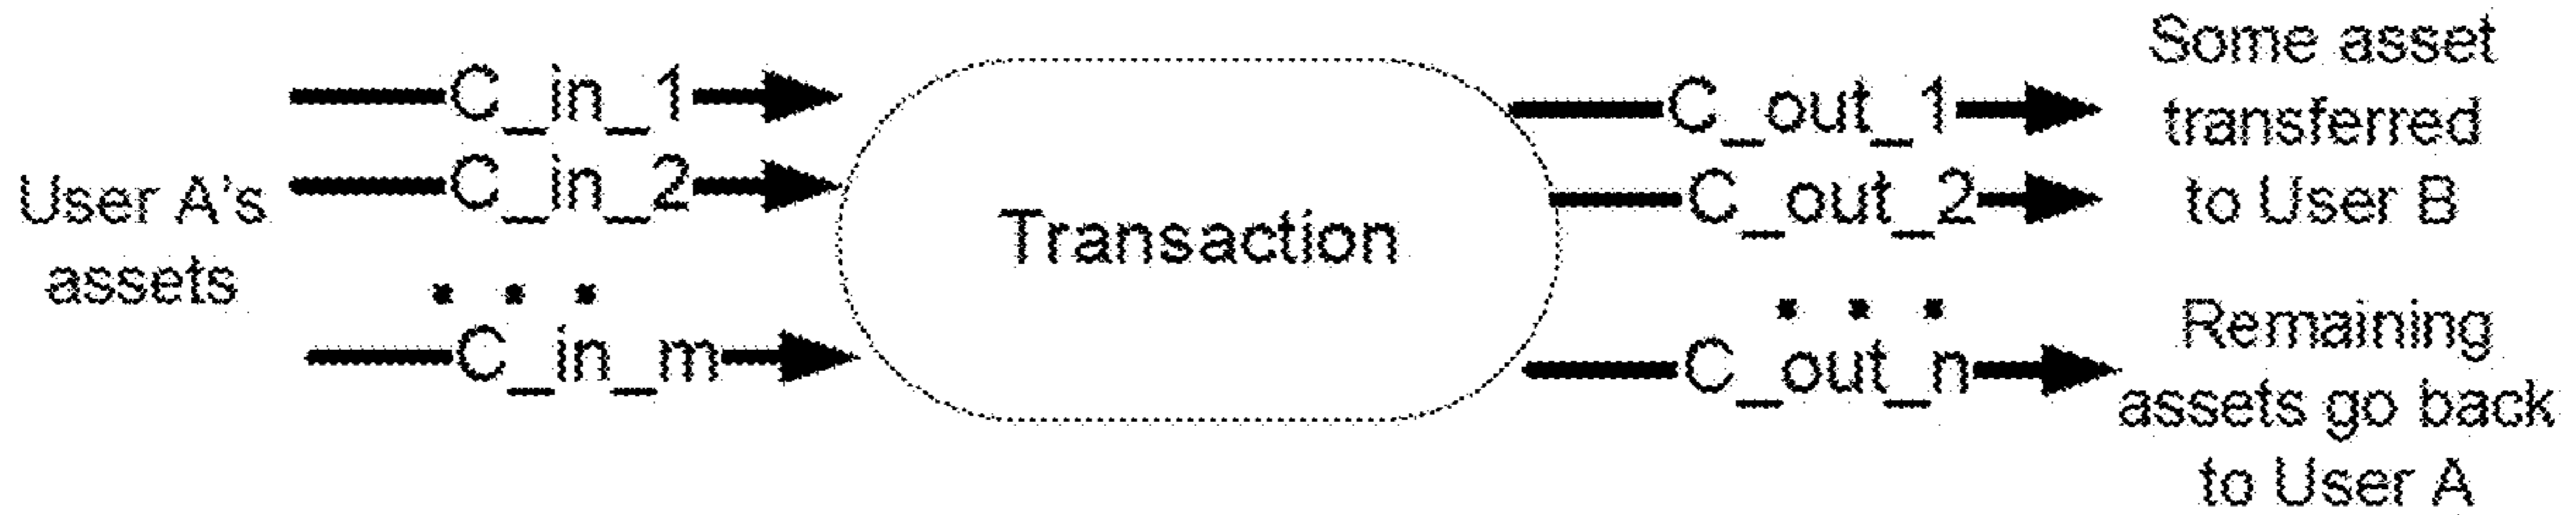 User A's
assets
C_in_1
C_in_2
. . .
C_in_m
Transaction
C_out_1
C_out_2
. . .
C_out_n
Some asset
transferred
to User B
Remaining
assets go back
to User A